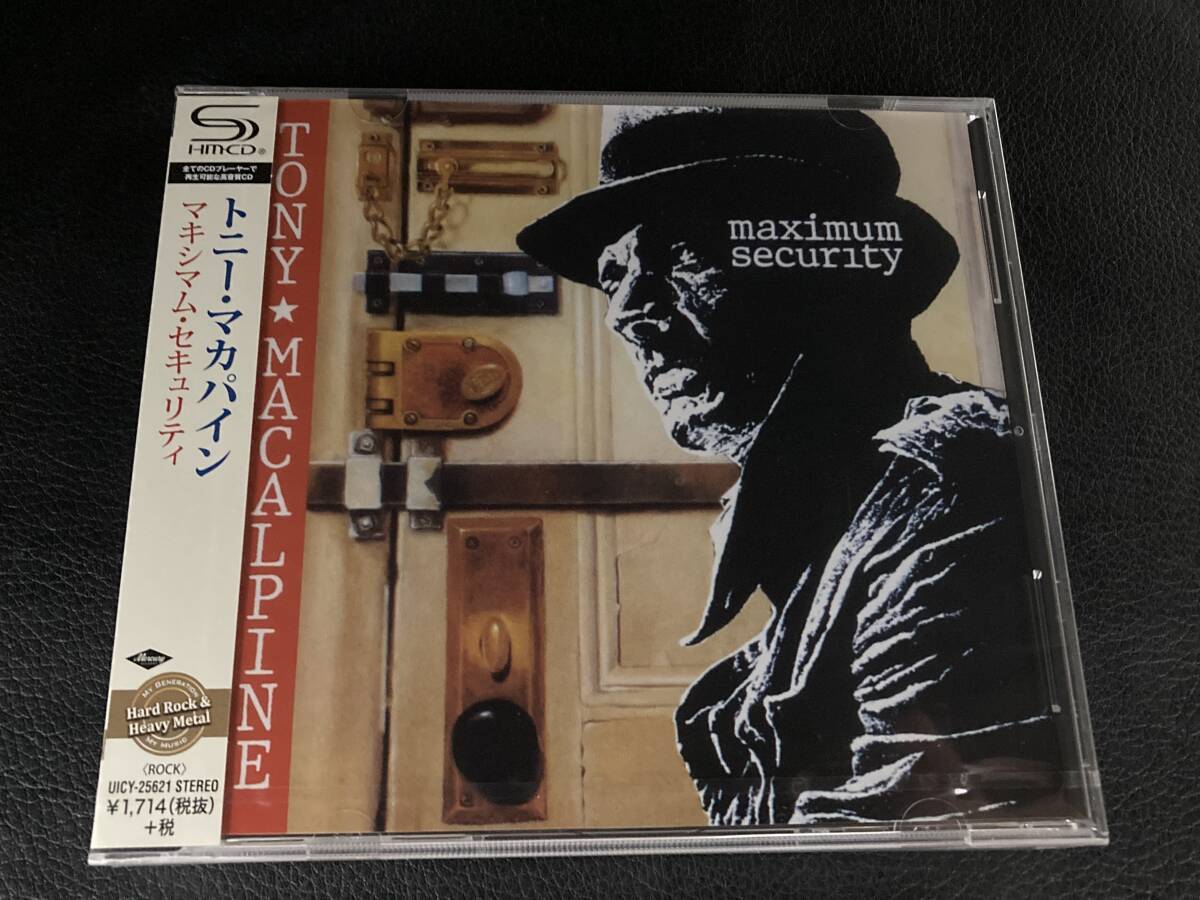 HM-CD®
全てのCDプレーヤーで
再生可能な高音質CD
トニー・マカパイン
マキシマム・セキュリティ
Mercury
MY GENERATION
Hard Rock &
Heavy Metal
MY MUSIC
〈ROCK〉
UICY-25621 STEREO
¥1,714(税抜)
+税
TONY★MACALPINE
maximum
security